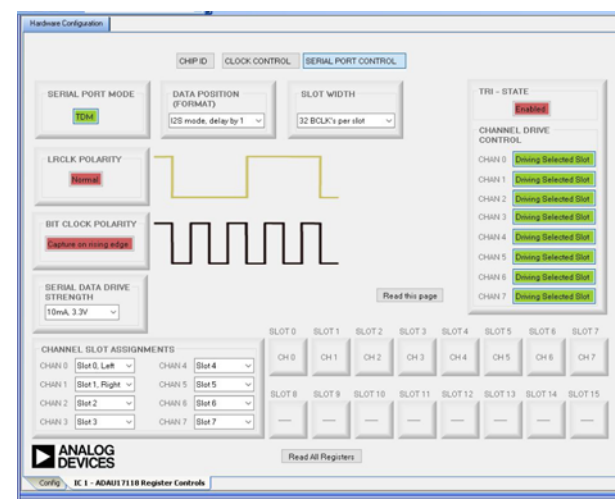 Hardware Configuration
CHIP ID CLOCK CONTROL SERIAL PORT CONTROL
SERIAL PORT MODE
TDM
DATA POSITION
(FORMAT)
I2S mode, delay by 1
SLOT WIDTH
32 BCLK's per slot
TRI - STATE
Enabled
CHANNEL DRIVE
CONTROL
CHAN 0 Driving Selected Slot
CHAN 1 Driving Selected Slot
CHAN 2 Driving Selected Slot
CHAN 3 Driving Selected Slot
CHAN 4 Driving Selected Slot
CHAN 5 Driving Selected Slot
CHAN 6 Driving Selected Slot
CHAN 7 Driving Selected Slot
LRCLK POLARITY
Normal
BIT CLOCK POLARITY
Capture on rising edge
SERIAL DATA DRIVE
STRENGTH
10mA, 3.3V
Read this page
CHANNEL SLOT ASSIGNMENTS
CHAN 0 Slot 0, Left CHAN 4 Slot 4
CHAN 1 Slot 1, Right CHAN 5 Slot 5
CHAN 2 Slot 2 CHAN 6 Slot 6
CHAN 3 Slot 3 CHAN 7 Slot 7
SLOT 0 SLOT 1 SLOT 2 SLOT 3 SLOT 4 SLOT 5 SLOT 6 SLOT 7
CH 0 CH 1 CH 2 CH 3 CH 4 CH 5 CH 6 CH 7
SLOT 8 SLOT 9 SLOT 10 SLOT 11 SLOT 12 SLOT 13 SLOT 14 SLOT 15
— — — — — — — —
ANALOG
DEVICES
Read All Registers
Config IC 1 - ADAU17118 Register Controls